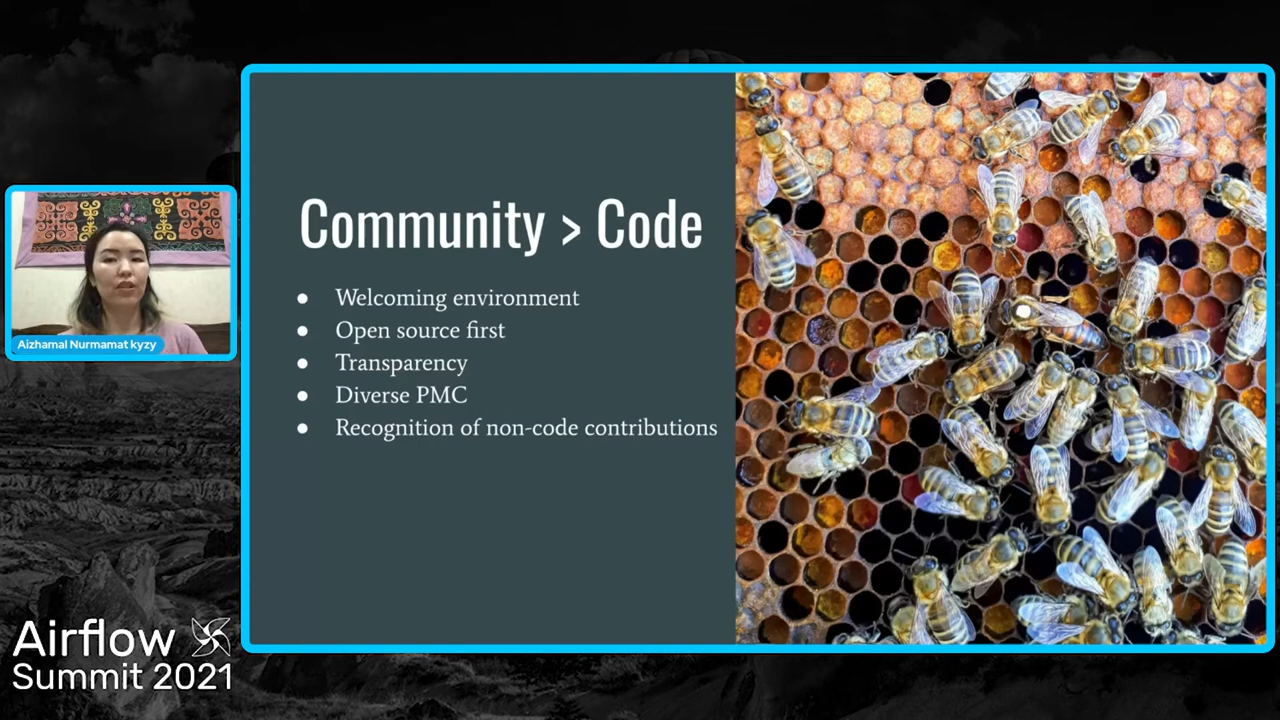 Community > Code
● Welcoming environment
● Open source first
● Transparency
● Diverse PMC
● Recognition of non-code contributions
Aizhamal Nurmamat kyzy
Airflow
Summit 2021